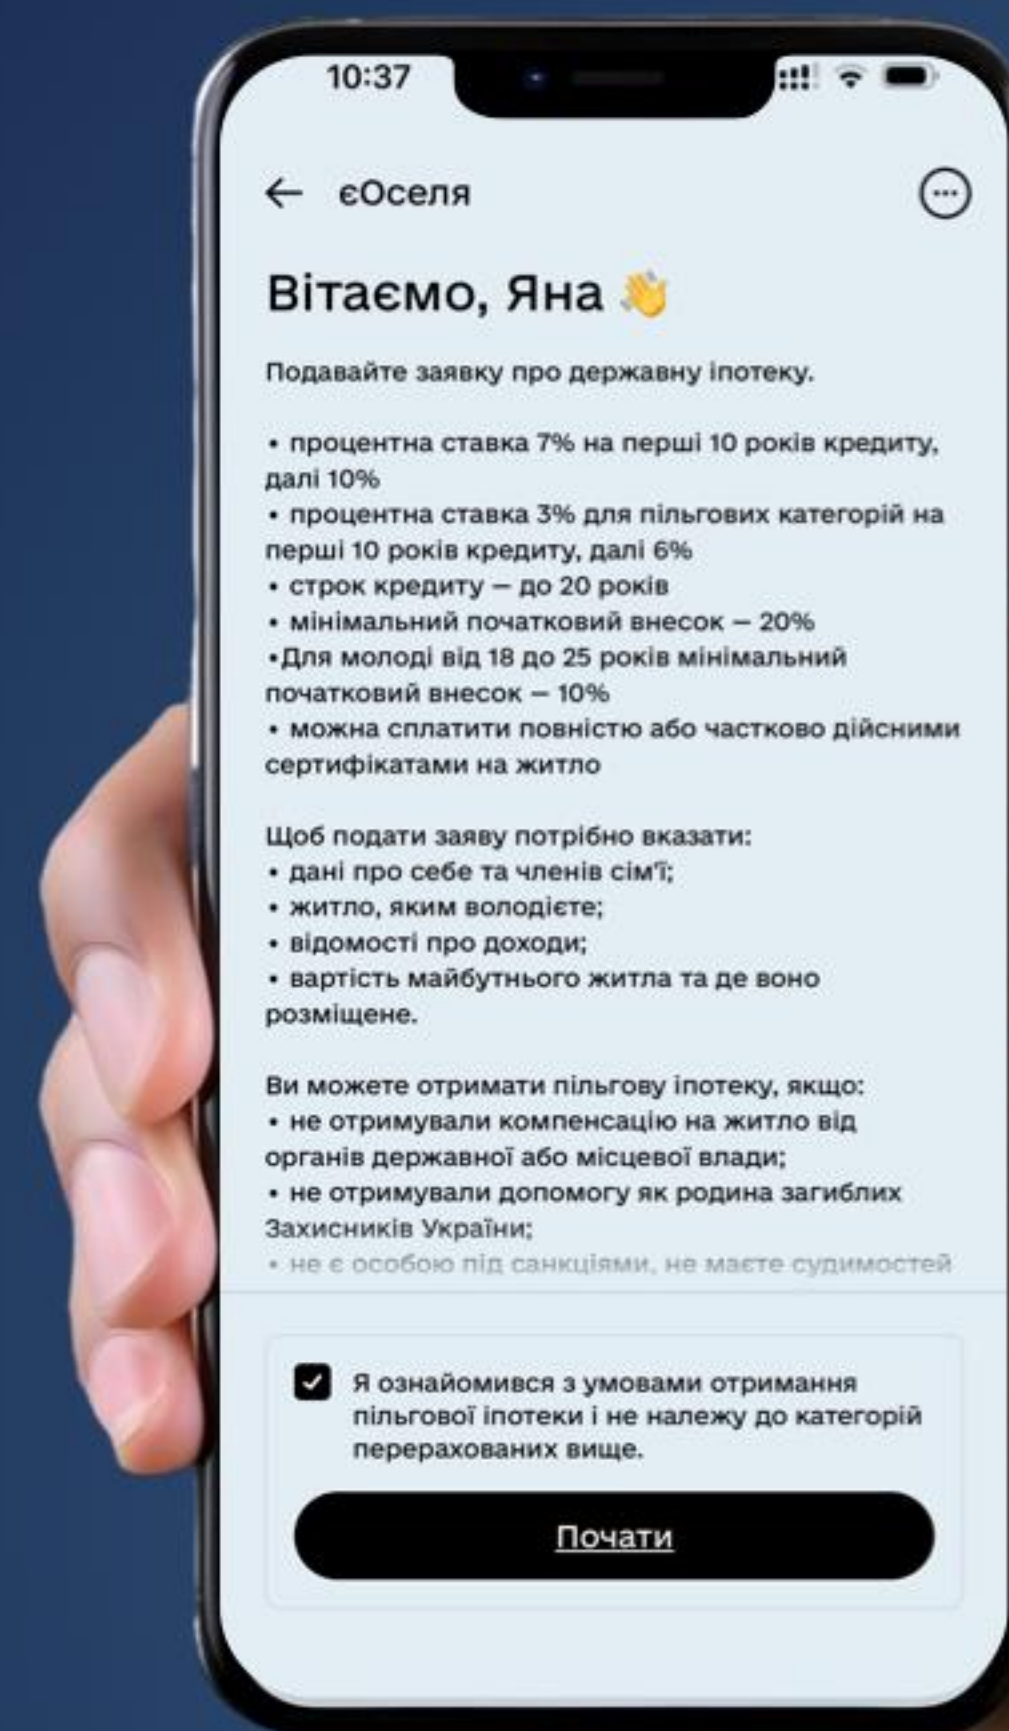 10:37
єОселя
Вітаємо, Яна 👋
Подавайте заявку про державну іпотеку.
• процентна ставка 7% на перші 10 років кредиту,
далі 10%
• процентна ставка 3% для пільгових категорій на
перші 10 років кредиту, далі 6%
• строк кредиту — до 20 років
• мінімальний початковий внесок — 20%
•Для молоді від 18 до 25 років мінімальний
початковий внесок — 10%
• можна сплатити повністю або частково дійсними
сертифікатами на житло
Щоб подати заяву потрібно вказати:
• дані про себе та членів сім'ї;
• житло, яким володієте;
• відомості про доходи;
• вартість майбутнього житла та де воно
розміщене.
Ви можете отримати пільгову іпотеку, якщо:
• не отримували компенсацію на житло від
органів державної або місцевої влади;
• не отримували допомогу як родина загиблих
Захисників України;
• не є особою під санкціями, не маєте судимостей
Я ознайомився з умовами отримання
пільгової іпотеки і не належу до категорій
перерахованих вище.
Почати